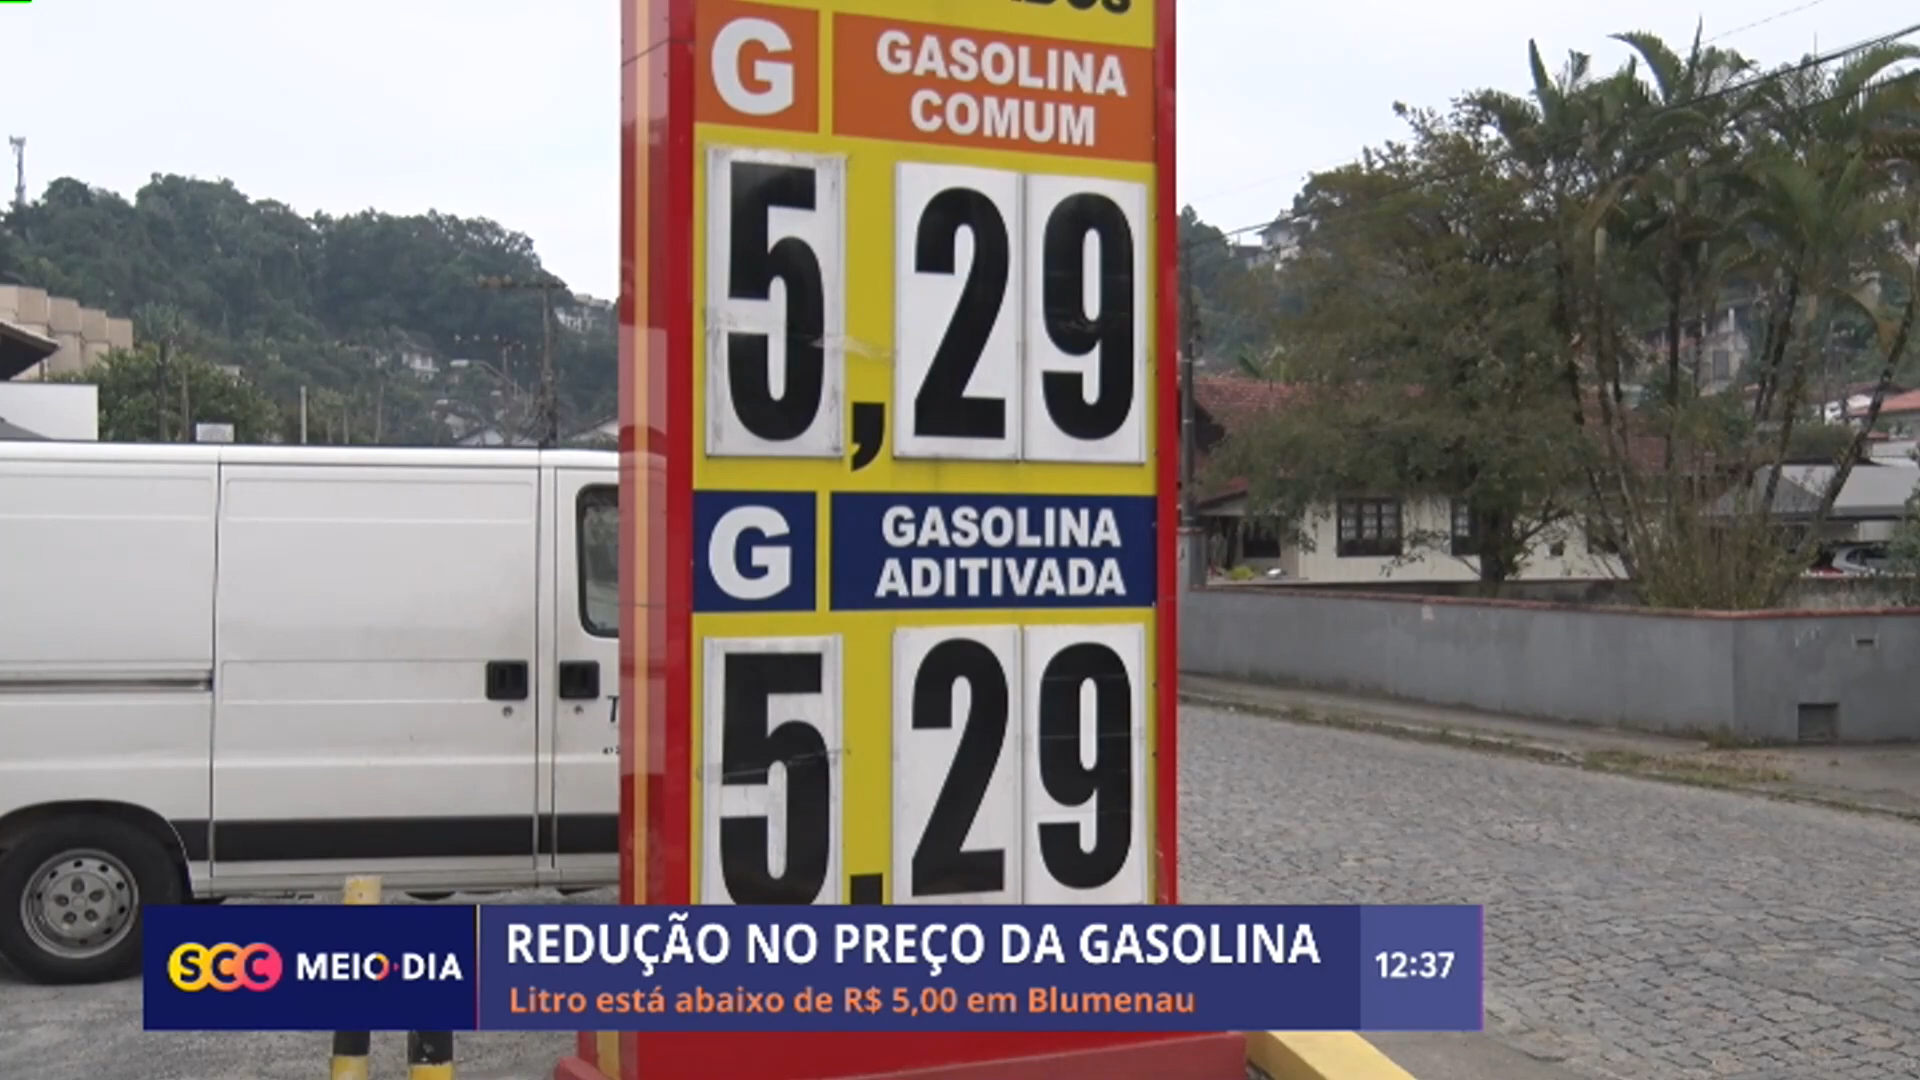 G
GASOLINA
COMUM
5,29
G
GASOLINA
ADITIVADA
5,29
SCC MEIO-DIA
REDUÇÃO NO PREÇO DA GASOLINA
Litro está abaixo de R$ 5,00 em Blumenau
12:37